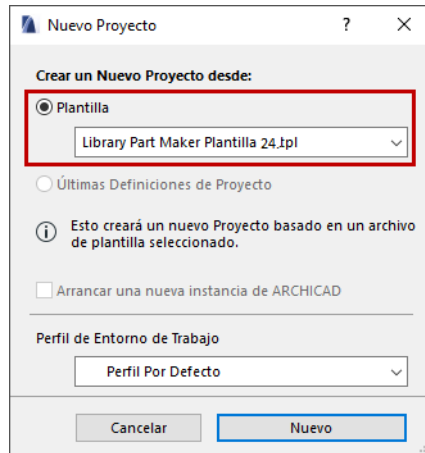 Nuevo Proyecto
?
Crear un Nuevo Proyecto desde:
Plantilla
Library Part Maker Plantilla 24.tpl
Últimas Definiciones de Proyecto
Esto creará un nuevo Proyecto basado en un archivo
de plantilla seleccionado.
Arrancar una nueva instancia de ARCHICAD
Perfil de Entorno de Trabajo
Perfil Por Defecto
Cancelar
Nuevo